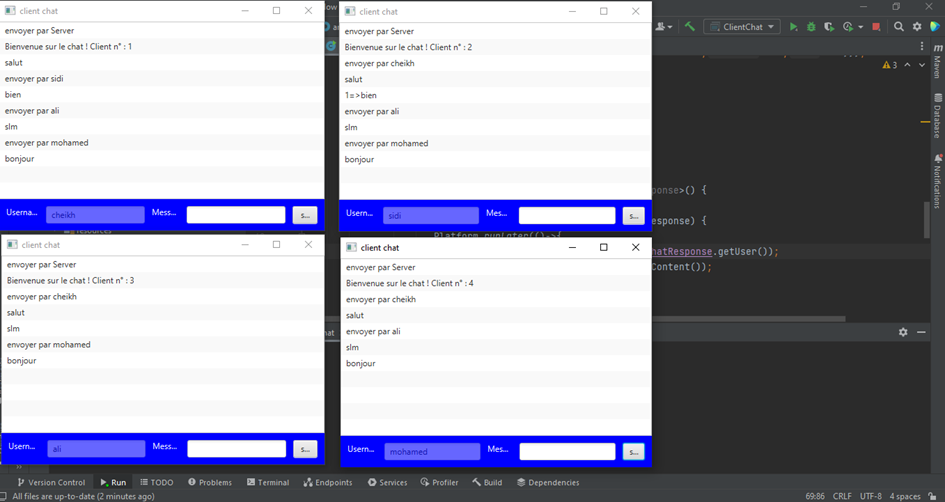 client chat
envoyer par Server
Bienvenue sur le chat ! Client n° : 1
salut
envoyer par sidi
bien
envoyer par ali
slm
envoyer par mohamed
bonjour
Userna...
cheikh
Mess...
s...
client chat
envoyer par Server
Bienvenue sur le chat ! Client n° : 2
envoyer par cheikh
salut
1=>bien
envoyer par ali
slm
envoyer par mohamed
bonjour
Usern...
sidi
Mes...
s...
ClientChat
3
Maven
Database
Notifications
ponse>() {
esponse) {
Platform.runLater(()->{
hatResponse.getUser());
Content());
resources
client chat
envoyer par Server
Bienvenue sur le chat ! Client n° : 3
envoyer par cheikh
salut
slm
envoyer par mohamed
bonjour
Usern...
ali
Mess...
s...
client chat
envoyer par Server
Bienvenue sur le chat ! Client n° : 4
envoyer par cheikh
salut
envoyer par ali
slm
bonjour
Usern...
mohamed
Mes...
s...
Version Control
Run
TODO
Problems
Terminal
Endpoints
Services
Profiler
Build
Dependencies
All files are up-to-date (2 minutes ago)
69:86 CRLF UTF-8 4 spaces